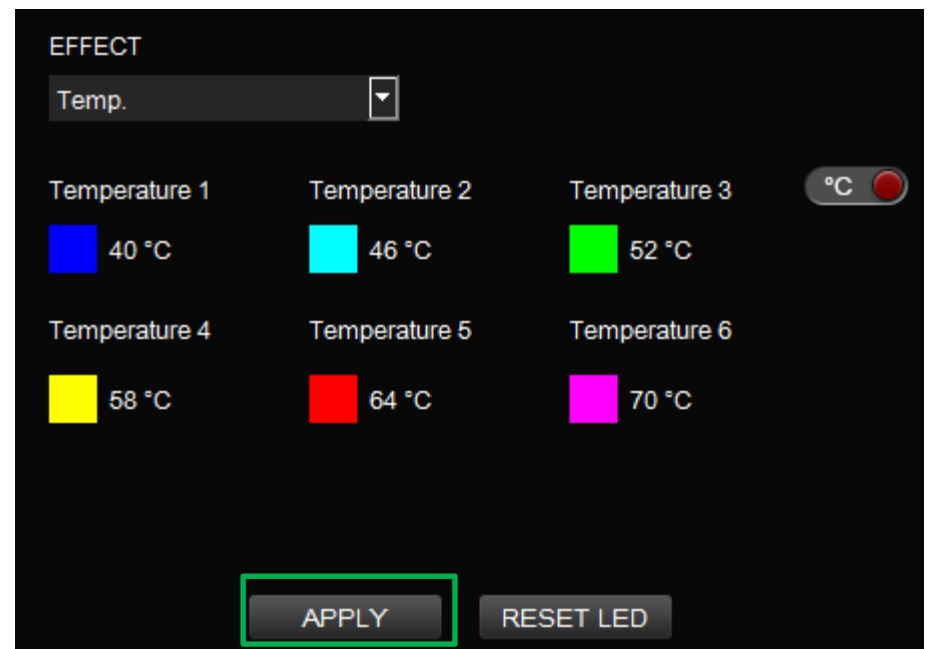 EFFECT
Temp.
Temperature 1 Temperature 2 Temperature 3 °C
40 °C 46 °C 52 °C
Temperature 4 Temperature 5 Temperature 6
58 °C 64 °C 70 °C
APPLY RESET LED